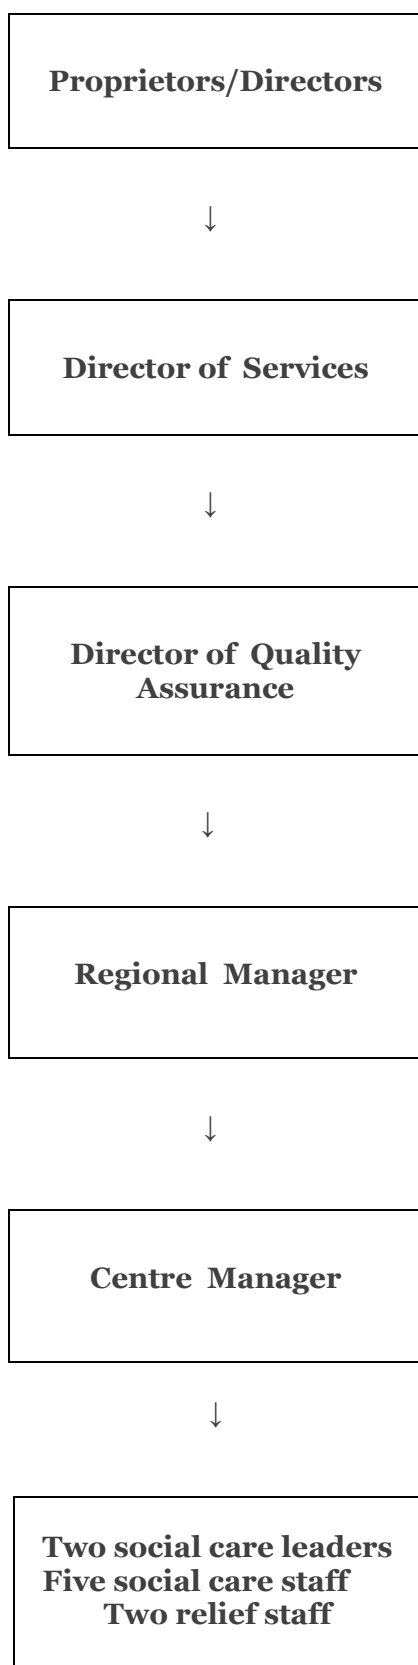 Proprietors/Directors
↓
Director of Services
↓
Director of Quality
Assurance
↓
Regional Manager
↓
Centre Manager
↓
Two social care leaders
Five social care staff
Two relief staff